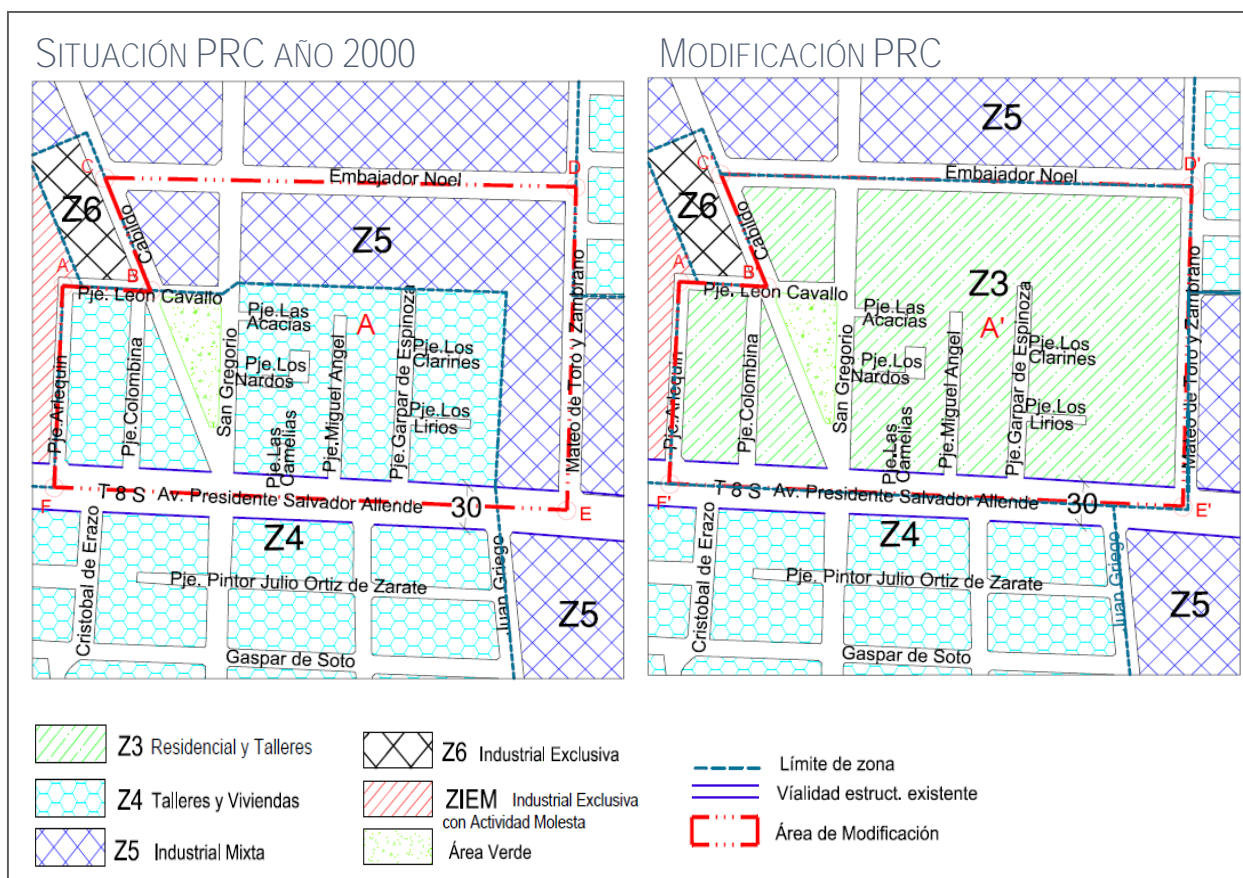 SITUACIÓN PRC AÑO 2000
Z5
C
D
Embajador Noel
Z6
Cabildo
Z5
A
B
Pje. León Cavallo
Pje.Las
Acacias
A
Pje.Los
Nardos
Pje.Los
Clarines
Pje.Los
Lirios
Pje.Arlequin
Pje.Colombina
San Gregorio
Pje.Las
Camelias
Pje.Miguel Angel
Pje.Garpar de Espinoza
Mateo de Toro y Zambrano
F
T 8 S Av. Presidente Salvador Allende
30
E
Z4
Cristobal de Erazo
Pje. Pintor Julio Ortiz de Zarate
Juan Griego
Z5
Gaspar de Soto
MODIFICACIÓN PRC
Z5
C'
D'
Embajador Noel
Z6
Cabildo
Z3
A'
B'
Pje. León Cavallo
Pje.Las
Acacias
A'
Pje.Los
Nardos
Pje.Los
Clarines
Pje.Los
Lirios
Pje.Arlequin
Pje.Colombina
San Gregorio
Pje.Las
Camelias
Pje.Miguel Angel
Pje.Garpar de Espinoza
Mateo de Toro y Zambrano
F'
T 8 S Av. Presidente Salvador Allende
30
E'
Z4
Cristobal de Erazo
Pje. Pintor Julio Ortiz de Zarate
Juan Griego
Z5
Gaspar de Soto
Z3 Residencial y Talleres
Z4 Talleres y Viviendas
Z5 Industrial Mixta
Z6 Industrial Exclusiva
ZIEM Industrial Exclusiva
con Actividad Molesta
Área Verde
Límite de zona
Víalidad estruct. existente
Área de Modificación